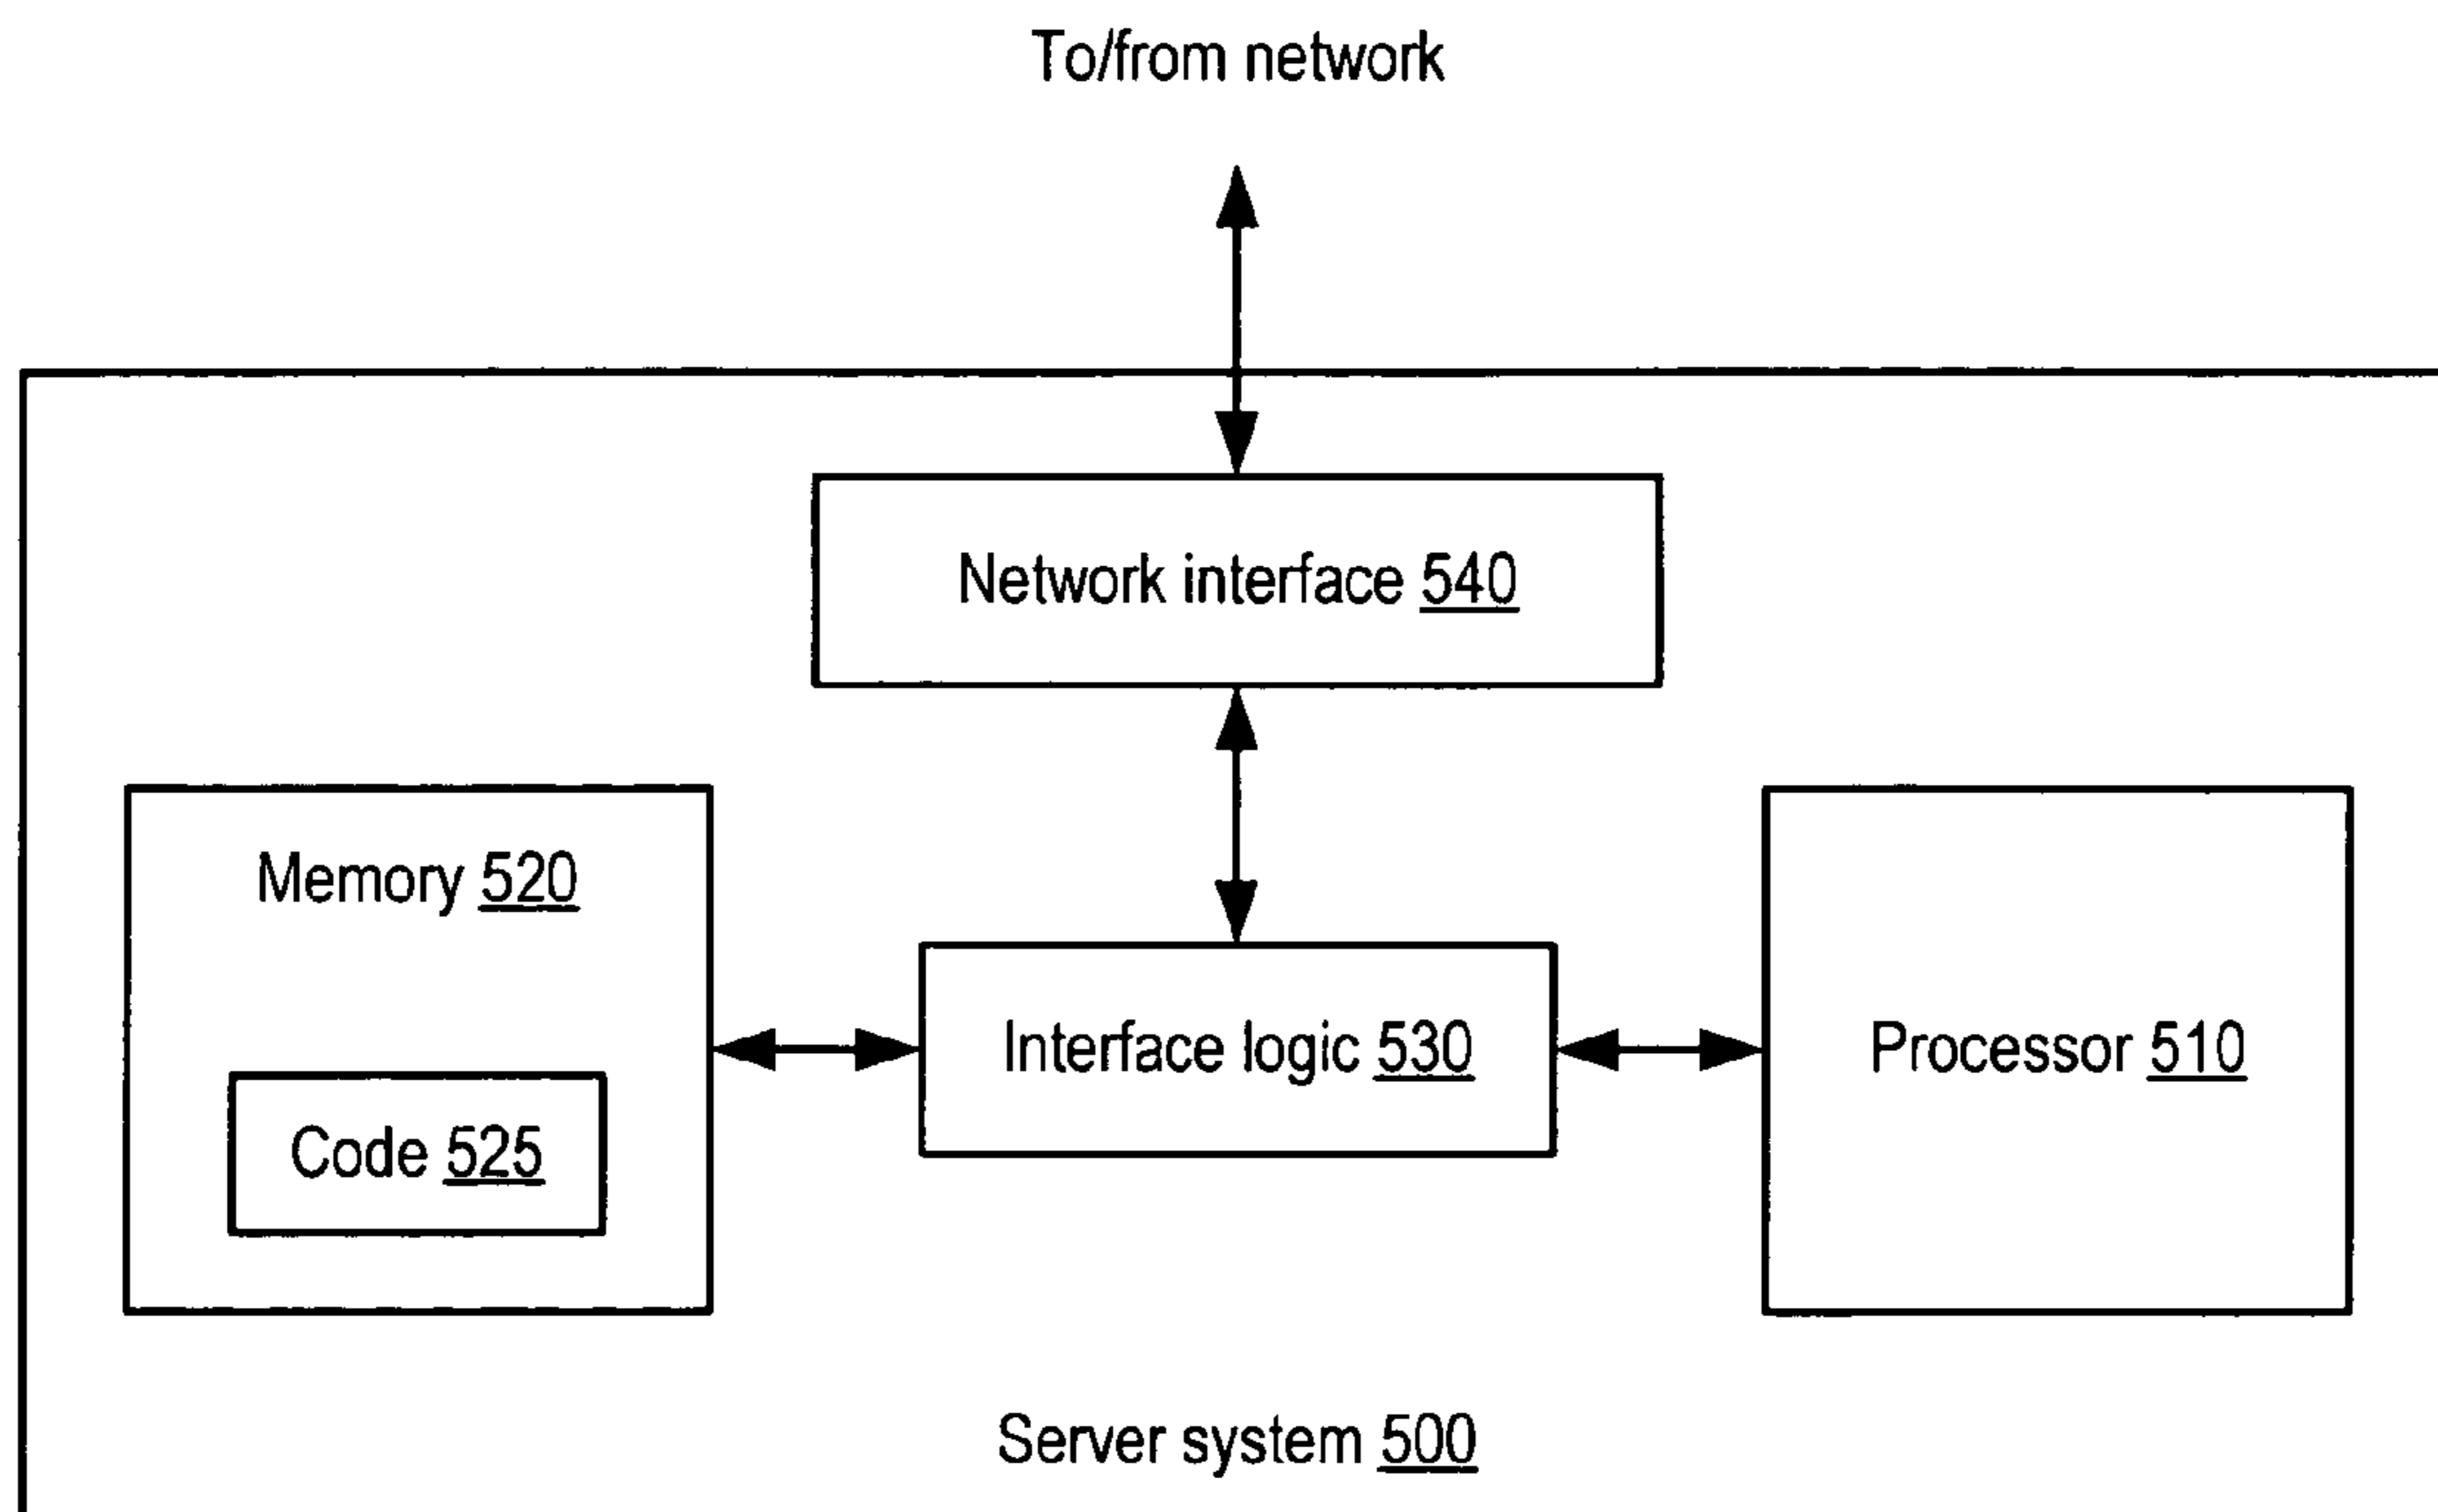 To/from network
Network interface 540
Memory 520
Interface logic 530
Processor 510
Code 525
Server system 500